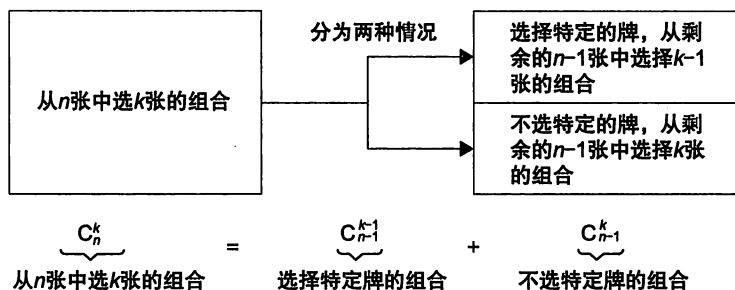 分为两种情况
从n张中选k张的组合
选择特定的牌，从剩
余的n−1张中选择k−1
张的组合
不选特定的牌，从剩
余的n−1张中选择k张
的组合
C_n^k = C_{n−1}^{k−1} + C_{n−1}^k
从n张中选k张的组合 选择特定牌的组合 不选特定牌的组合